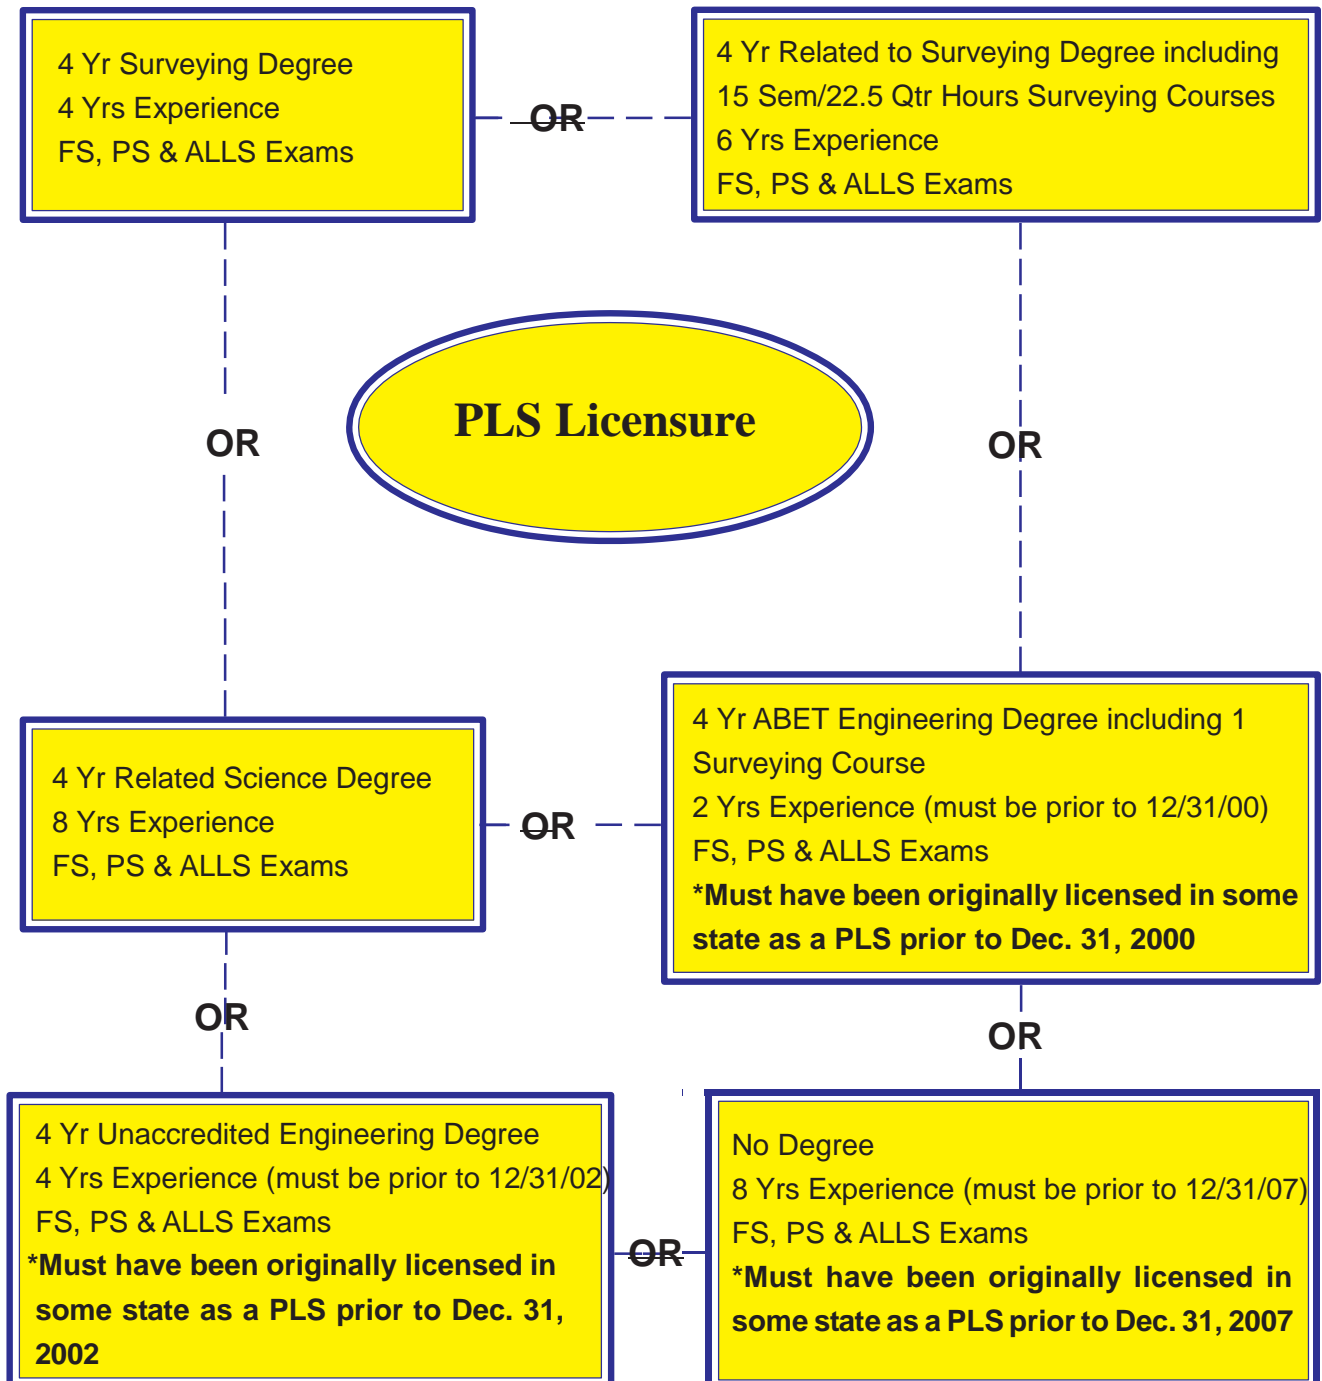 4 Yr Surveying Degree
4 Yrs Experience
FS, PS & ALLS Exams
OR
4 Yr Related to Surveying Degree including
15 Sem/22.5 Qtr Hours Surveying Courses
6 Yrs Experience
FS, PS & ALLS Exams
PLS Licensure
OR
OR
4 Yr Related Science Degree
8 Yrs Experience
FS, PS & ALLS Exams
OR
4 Yr ABET Engineering Degree including 1
Surveying Course
2 Yrs Experience (must be prior to 12/31/00)
FS, PS & ALLS Exams
*Must have been originally licensed in some
state as a PLS prior to Dec. 31, 2000
OR
OR
4 Yr Unaccredited Engineering Degree
4 Yrs Experience (must be prior to 12/31/02)
FS, PS & ALLS Exams
*Must have been originally licensed in
some state as a PLS prior to Dec. 31,
2002
OR
No Degree
8 Yrs Experience (must be prior to 12/31/07)
FS, PS & ALLS Exams
*Must have been originally licensed in
some state as a PLS prior to Dec. 31, 2007